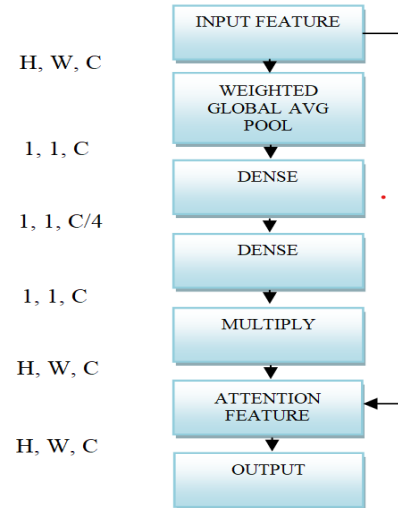 INPUT FEATURE
H, W, C
WEIGHTED
GLOBAL AVG
POOL
1, 1, C
DENSE
1, 1, C/4
DENSE
1, 1, C
MULTIPLY
H, W, C
ATTENTION
FEATURE
H, W, C
OUTPUT